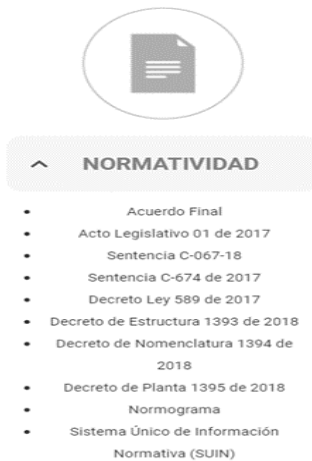 NORMATIVIDAD
• Acuerdo Final
• Acto Legislativo 01 de 2017
• Sentencia C-067-18
• Sentencia C-674 de 2017
• Decreto Ley 589 de 2017
• Decreto de Estructura 1393 de 2018
• Decreto de Nomenclatura 1394 de
2018
• Decreto de Planta 1395 de 2018
• Normograma
• Sistema Único de Información
Normativa (SUIN)